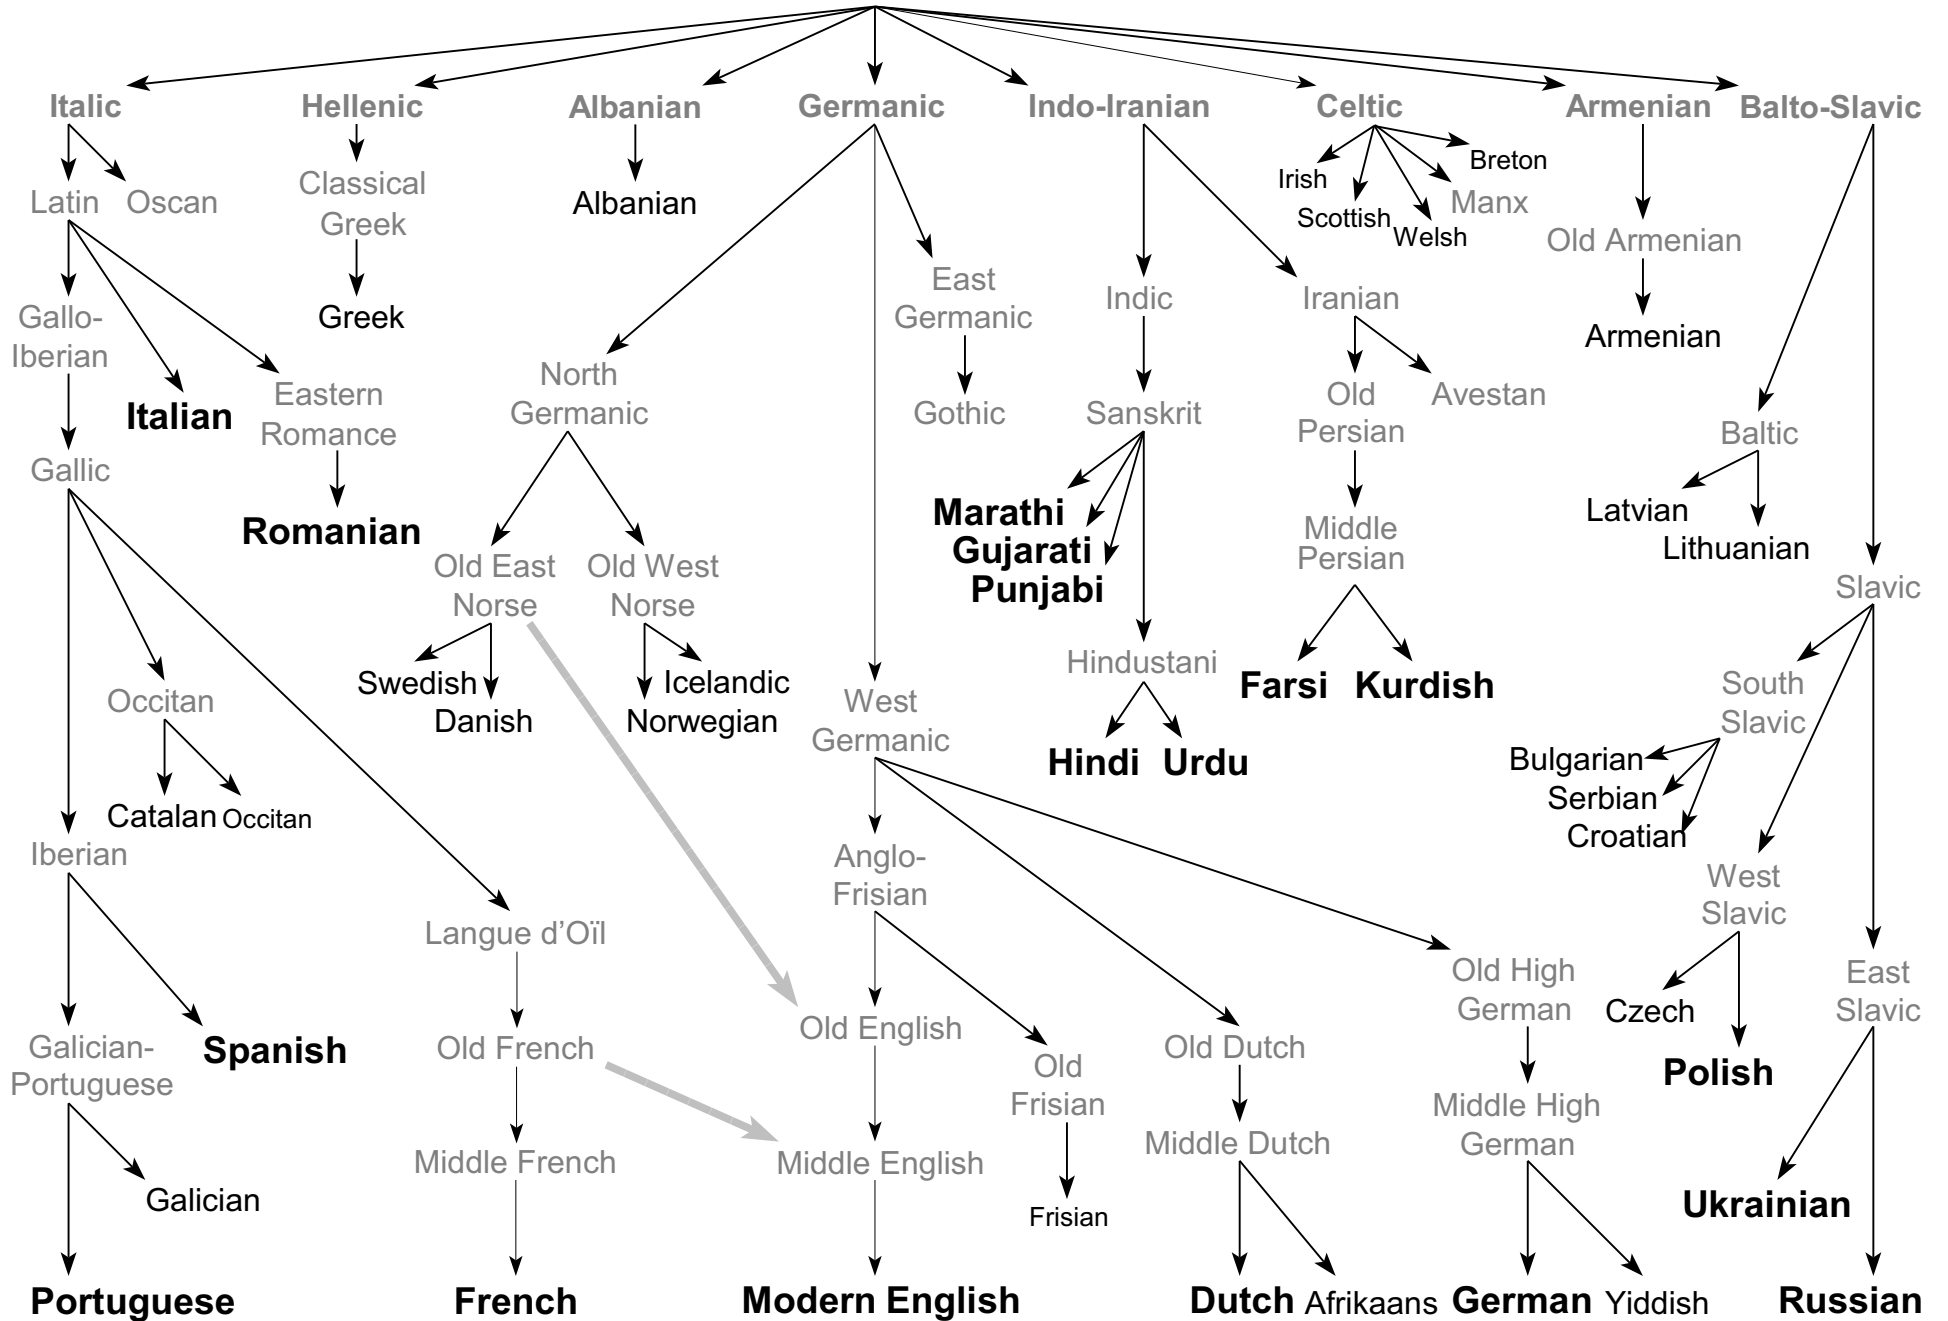 Italic
Hellenic
Albanian
Germanic
Indo-Iranian
Celtic
Armenian
Balto-Slavic
Latin
Oscan
Classical
Greek
Albanian
Irish
Scottish
Welsh
Manx
Breton
Old Armenian
Gallo-
Iberian
Greek
East
Germanic
Indic
Iranian
Armenian
Italian
Eastern
Romance
North
Germanic
Gothic
Sanskrit
Old
Persian
Avestan
Baltic
Gallic
Romanian
Marathi
Gujarati
Punjabi
Middle
Persian
Latvian
Lithuanian
Old East
Norse
Old West
Norse
Slavic
Swedish
Danish
Icelandic
Norwegian
Hindustani
Farsi
Kurdish
South
Slavic
Occitan
West
Germanic
Hindi
Urdu
Bulgarian
Serbian
Croatian
Catalan
Occitan
Iberian
Anglo-
Frisian
West
Slavic
Langue d’Oïl
Old High
German
Czech
East
Slavic
Galician-
Portuguese
Spanish
Old French
Old English
Old
Frisian
Old Dutch
Polish
Middle High
German
Middle French
Middle English
Middle Dutch
Galician
Frisian
Ukrainian
Portuguese
French
Modern English
Dutch
Afrikaans
German
Yiddish
Russian